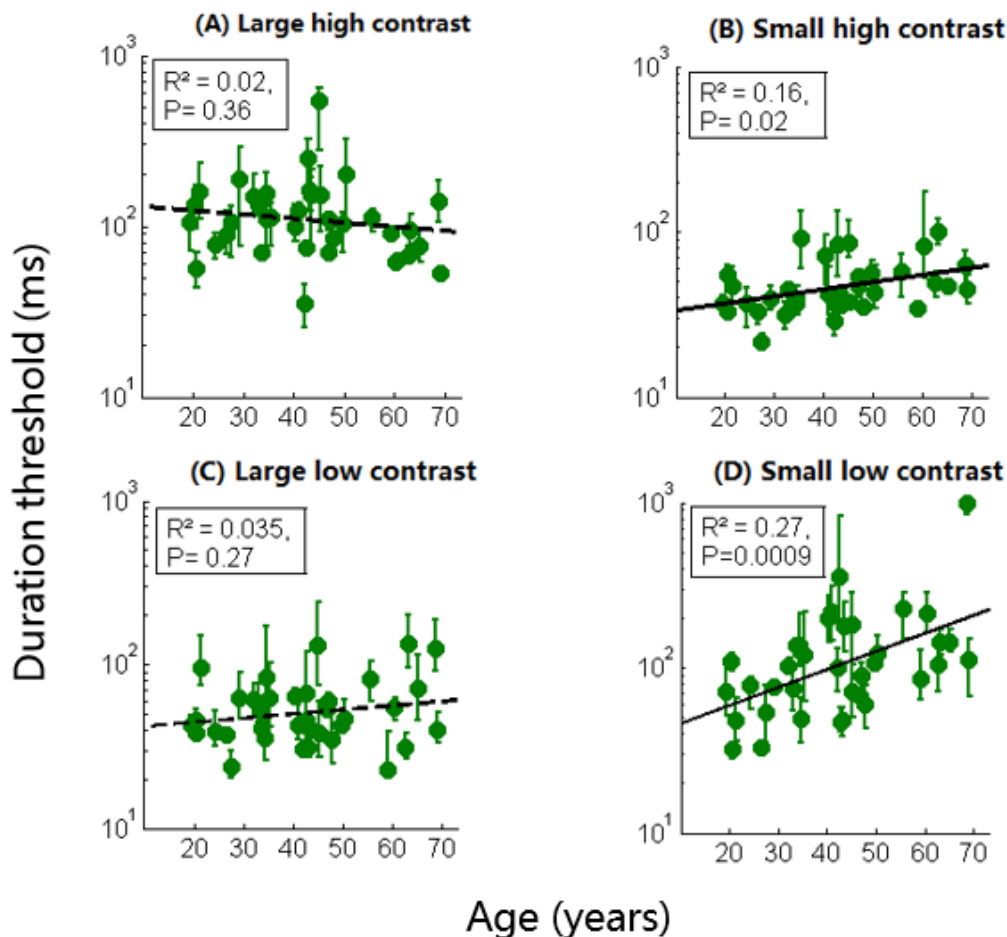 (A) Large high contrast
R² = 0.02,
P= 0.36
10³
10²
10¹
20 30 40 50 60 70
(B) Small high contrast
R² = 0.16,
P= 0.02
10³
10²
10¹
20 30 40 50 60 70
(C) Large low contrast
R² = 0.035,
P= 0.27
10³
10²
10¹
20 30 40 50 60 70
(D) Small low contrast
R² = 0.27,
P=0.0009
10³
10²
10¹
20 30 40 50 60 70
Duration threshold (ms)
Age (years)